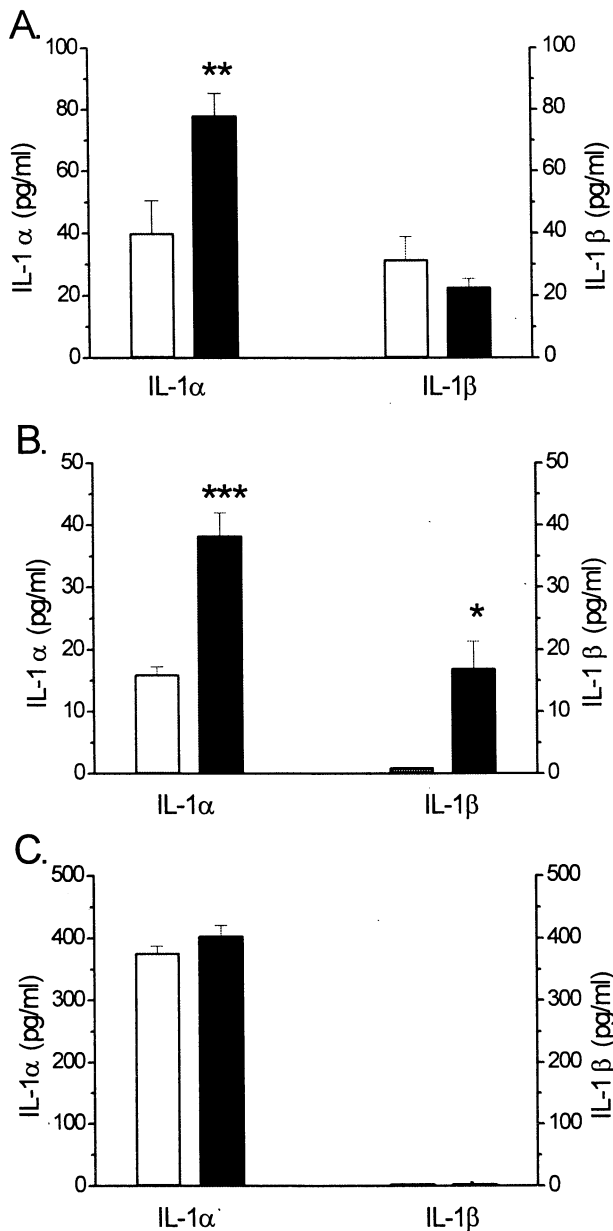 A.
100 100
80 80
60 60
40 40
20 20
0 0
IL-1 α (pg/ml)
IL-1 β (pg/ml)
**
IL-1α IL-1β
B.
50 50
40 40
30 30
20 20
10 10
0 0
IL-1 α (pg/ml)
IL-1 β (pg/ml)
***
*
IL-1α IL-1β
C.
500 500
400 400
300 300
200 200
100 100
0 0
IL-1α (pg/ml)
IL-1 β (pg/ml)
IL-1α IL-1β